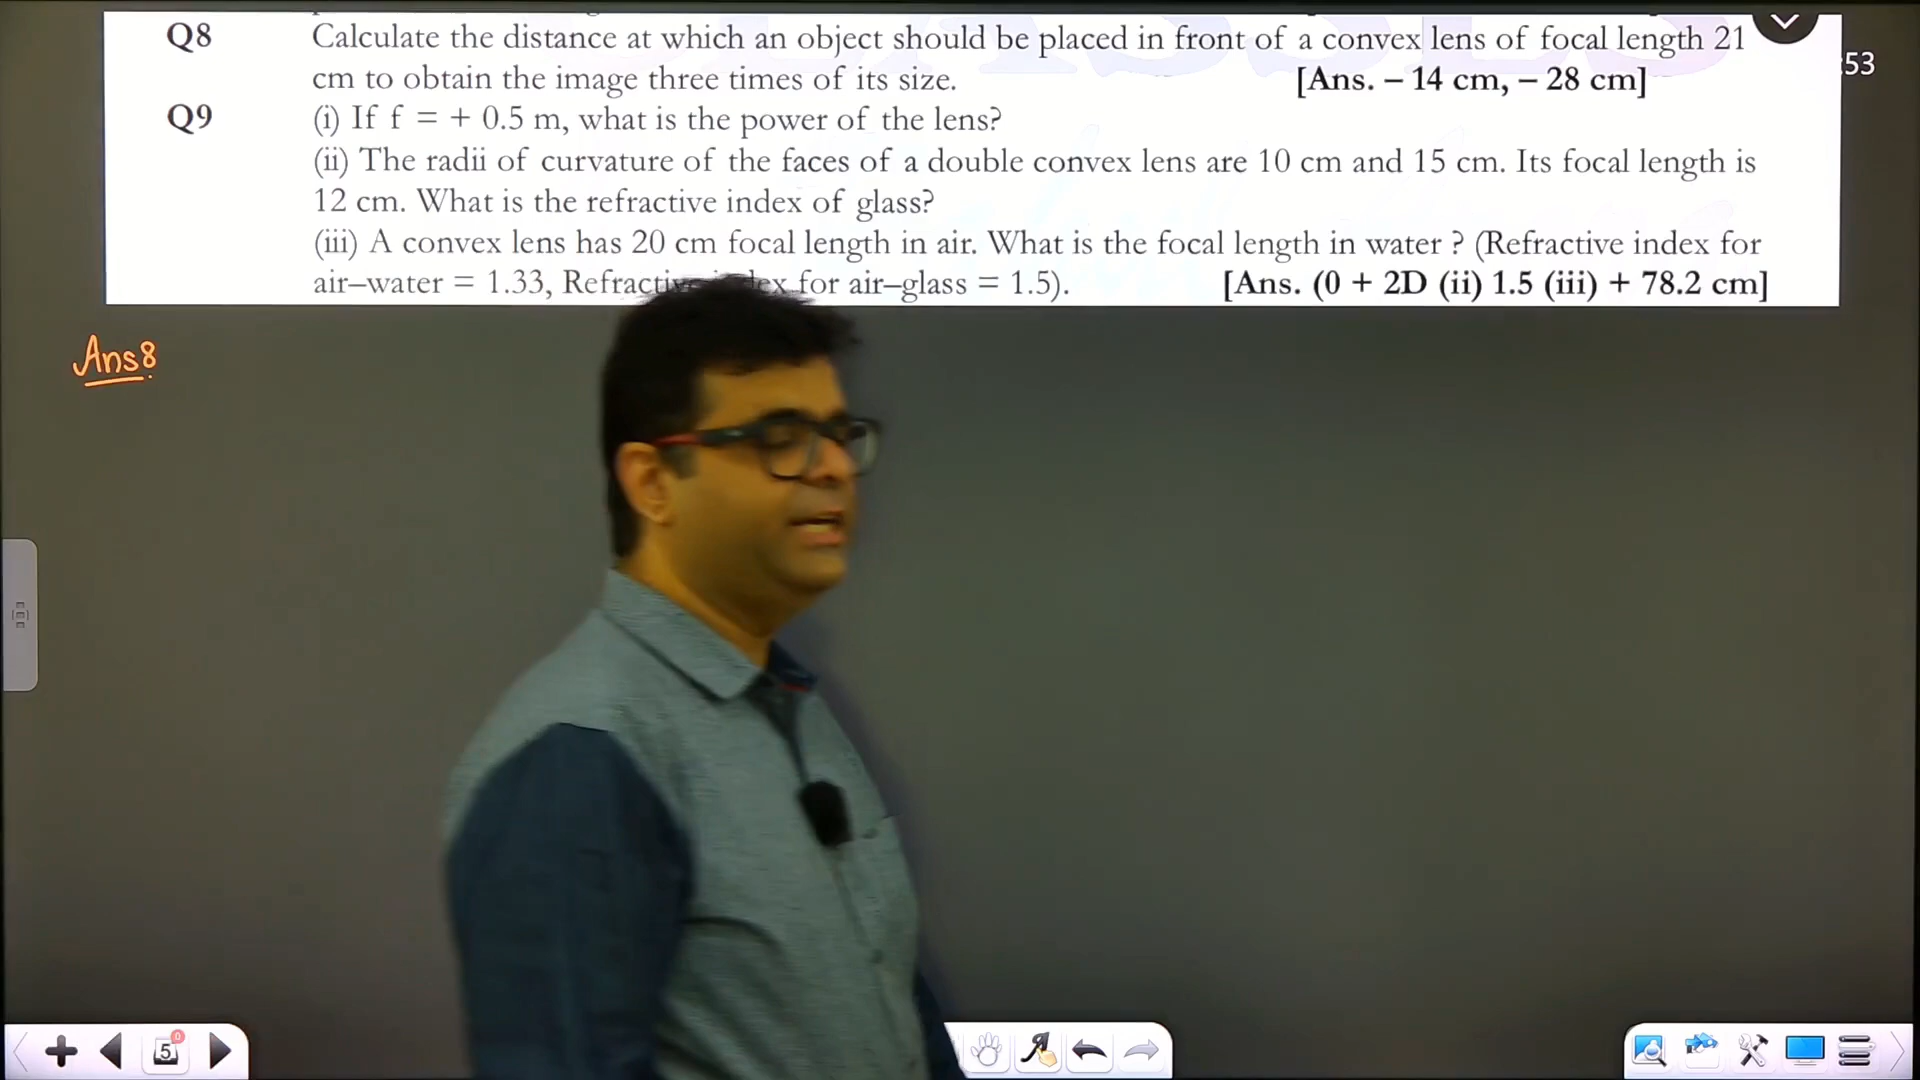 Q8 Calculate the distance at which an object should be placed in front of a convex lens of focal length 21
cm to obtain the image three times of its size. [Ans. – 14 cm, – 28 cm]
:53
Q9 (i) If f = + 0.5 m, what is the power of the lens?
(ii) The radii of curvature of the faces of a double convex lens are 10 cm and 15 cm. Its focal length is
12 cm. What is the refractive index of glass?
(iii) A convex lens has 20 cm focal length in air. What is the focal length in water ? (Refractive index for
air–water = 1.33, Refractive index for air–glass = 1.5). [Ans. (0 + 2D (ii) 1.5 (iii) + 78.2 cm]
Ans 8
5
0